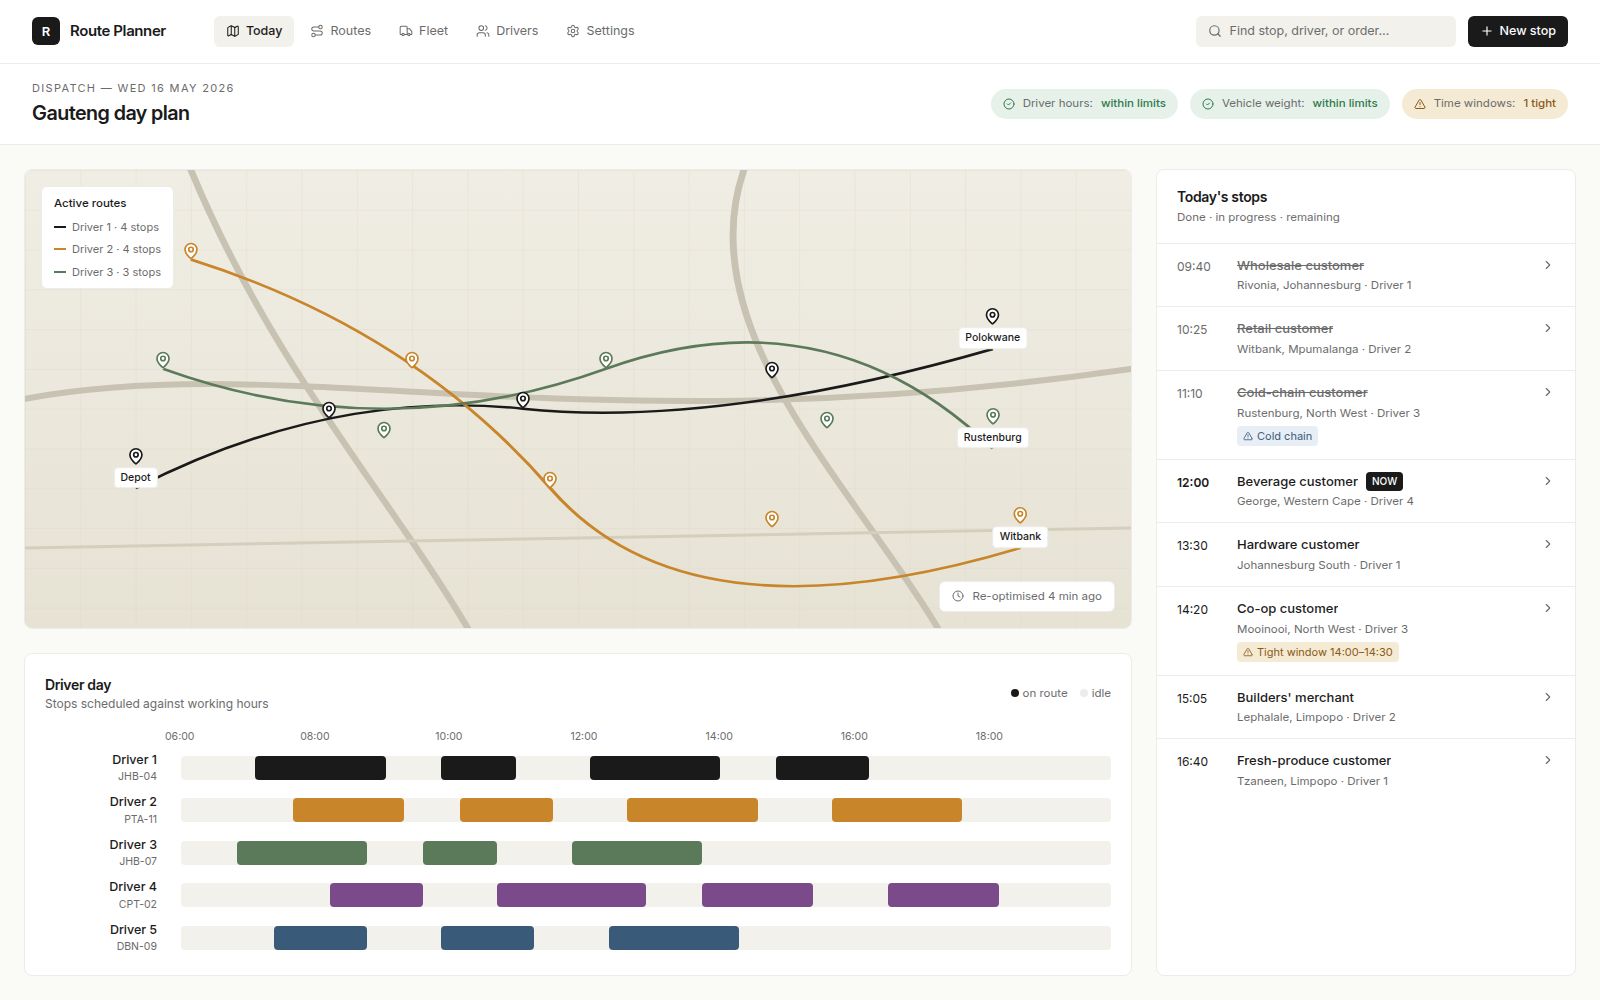 R Route Planner Today Routes Fleet Drivers Settings Find stop, driver, or order... New stop
DISPATCH — WED 16 MAY 2026
Gauteng day plan
Driver hours: within limits
Vehicle weight: within limits
Time windows: 1 tight
Active routes
Driver 1 · 4 stops
Driver 2 · 4 stops
Driver 3 · 3 stops
Polokwane
Rustenburg
Depot
Witbank
Re-optimised 4 min ago
Driver day
Stops scheduled against working hours
on route idle
06:00 08:00 10:00 12:00 14:00 16:00 18:00
Driver 1
JHB-04
Driver 2
PTA-11
Driver 3
JHB-07
Driver 4
CPT-02
Driver 5
DBN-09
Today's stops
Done · in progress · remaining
09:40 Wholesale customer
Rivonia, Johannesburg · Driver 1
10:25 Retail customer
Witbank, Mpumalanga · Driver 2
11:10 Cold-chain customer
Rustenburg, North West · Driver 3
Cold chain
12:00 Beverage customer NOW
George, Western Cape · Driver 4
13:30 Hardware customer
Johannesburg South · Driver 1
14:20 Co-op customer
Mooinooi, North West · Driver 3
Tight window 14:00–14:30
15:05 Builders' merchant
Lephalale, Limpopo · Driver 2
16:40 Fresh-produce customer
Tzaneen, Limpopo · Driver 1